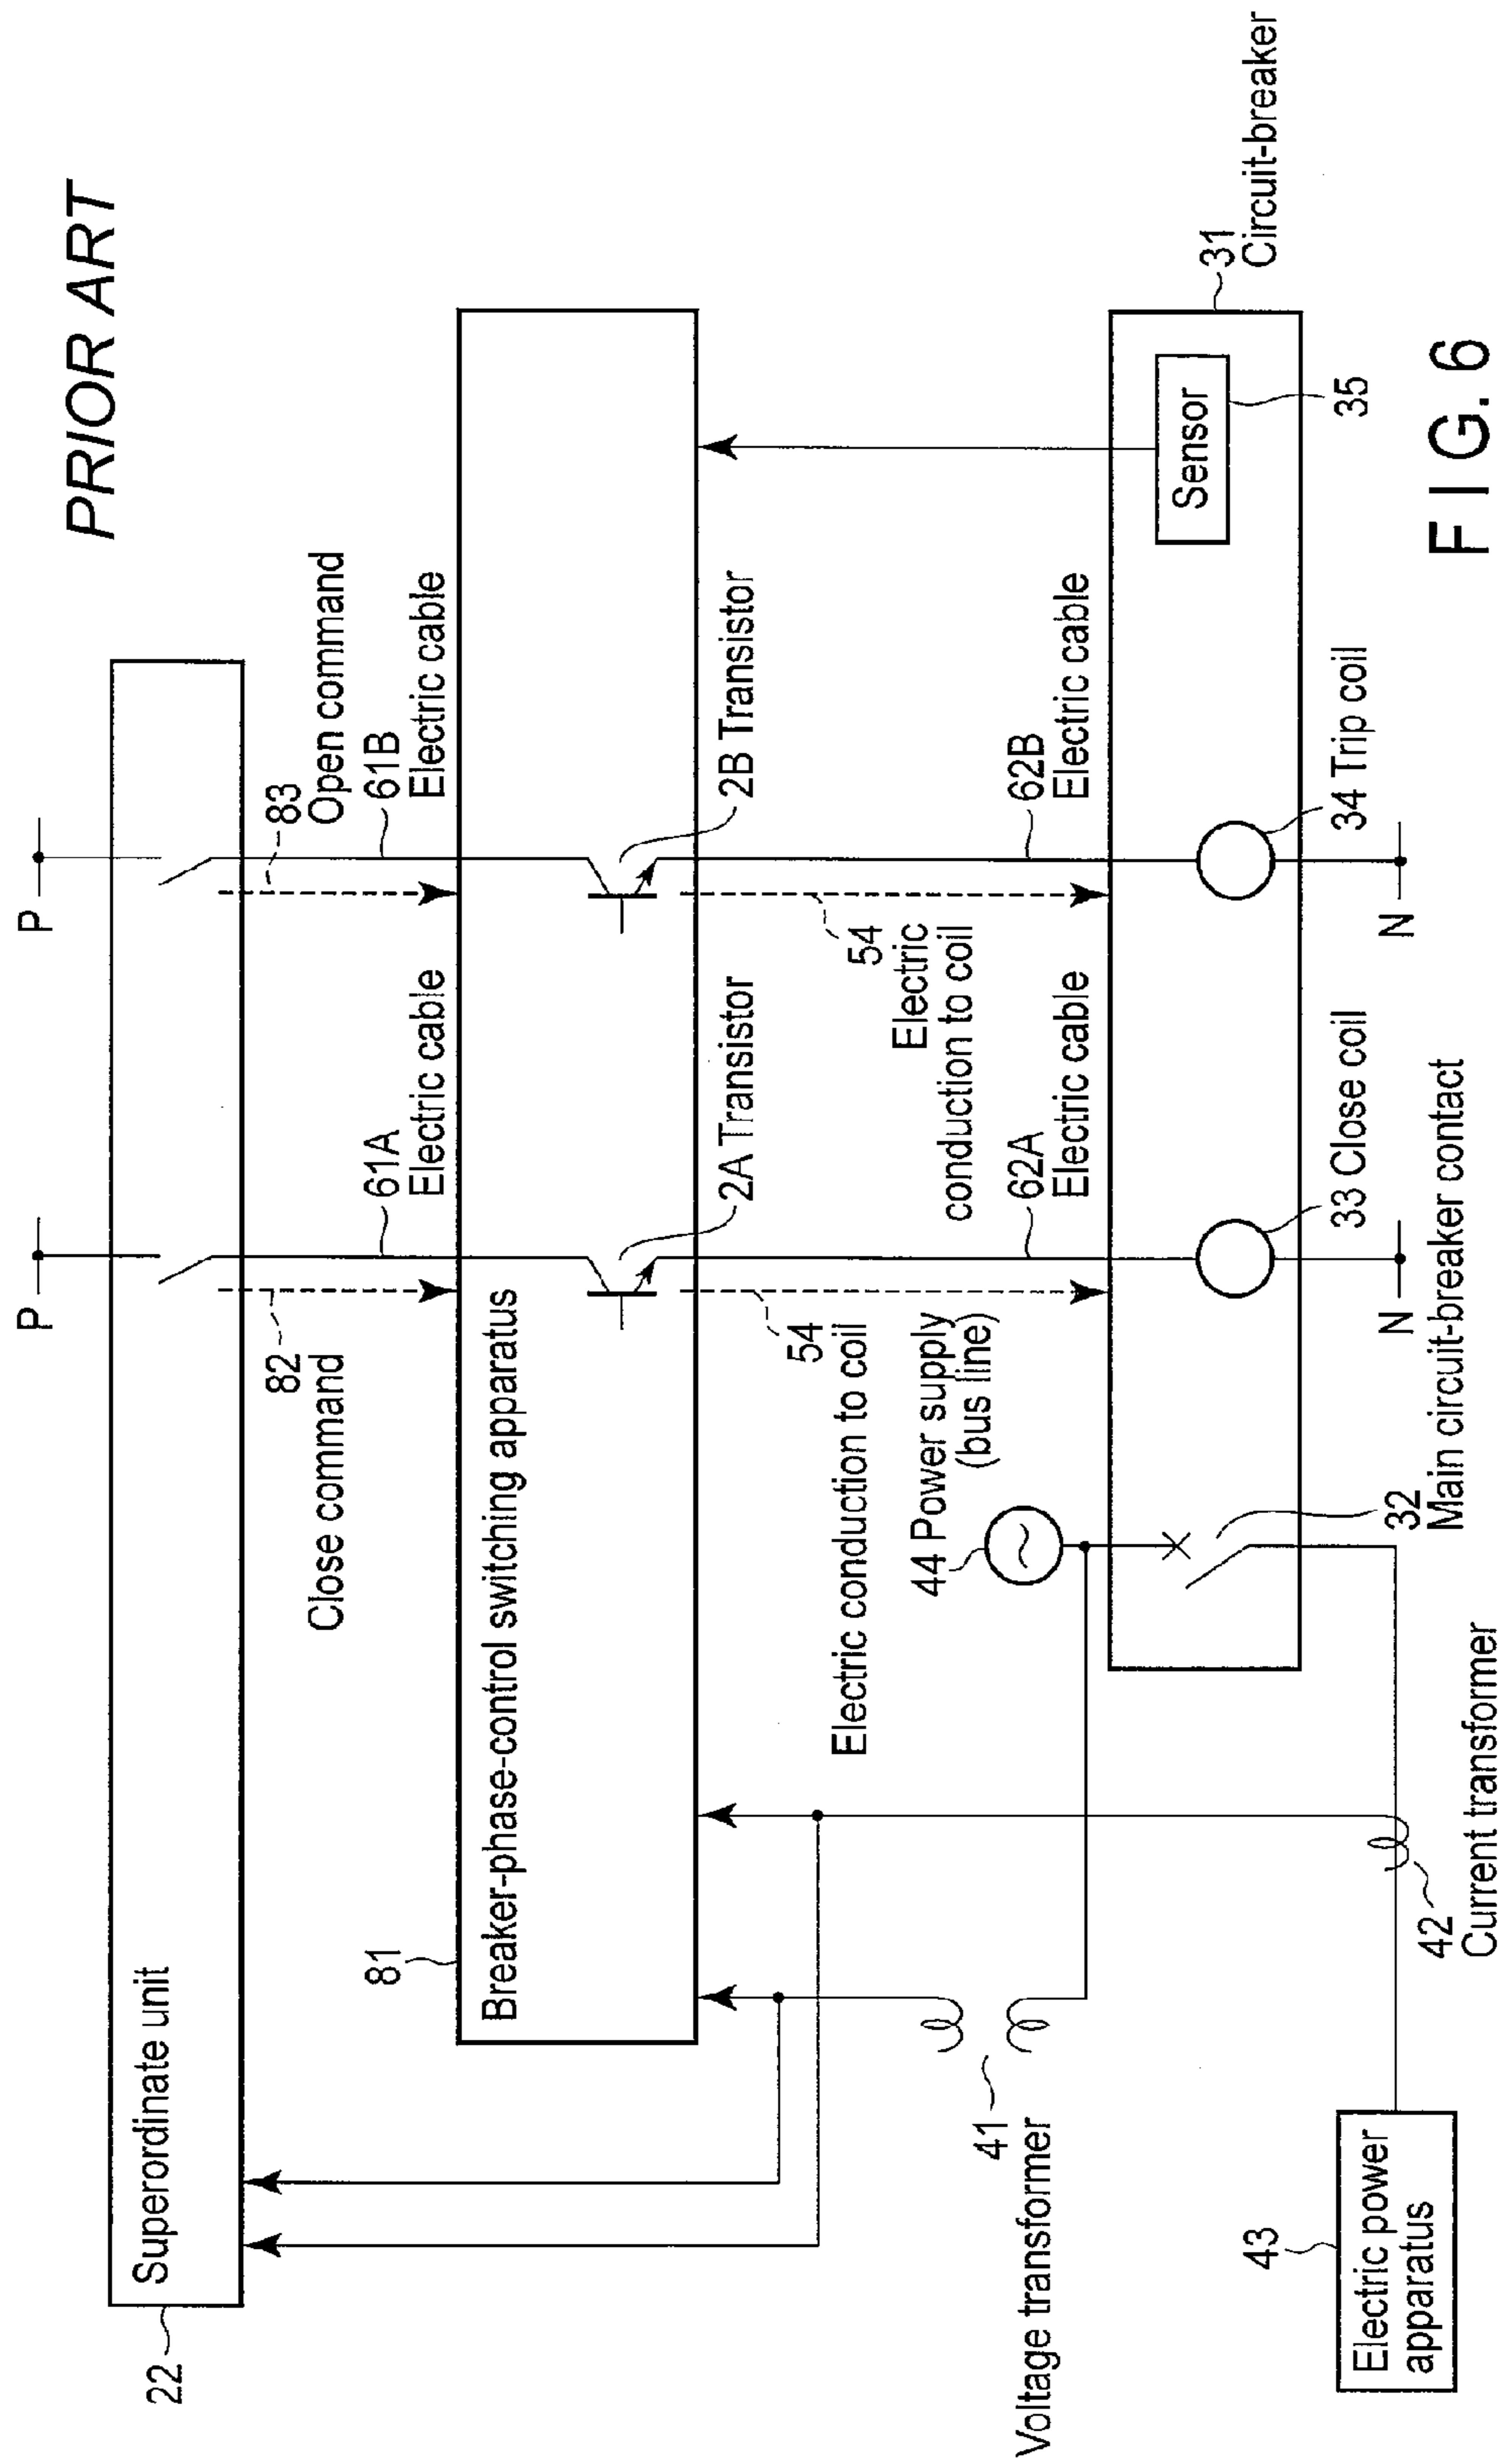 PRIOR ART
22
Superordinate unit
P
P
82
Close command
83
Open command
61A
Electric cable
61B
Electric cable
81
Breaker-phase-control switching apparatus
2A Transistor
2B Transistor
54
Electric conduction to coil
54
Electric
conduction to coil
62A
Electric cable
62B
Electric cable
44 Power supply
(bus line)
41
Voltage transformer
31
Circuit-breaker
Sensor
35
33 Close coil
34 Trip coil
N
N
32
Main circuit-breaker contact
42
Current transformer
43
Electric power
apparatus
FIG. 6